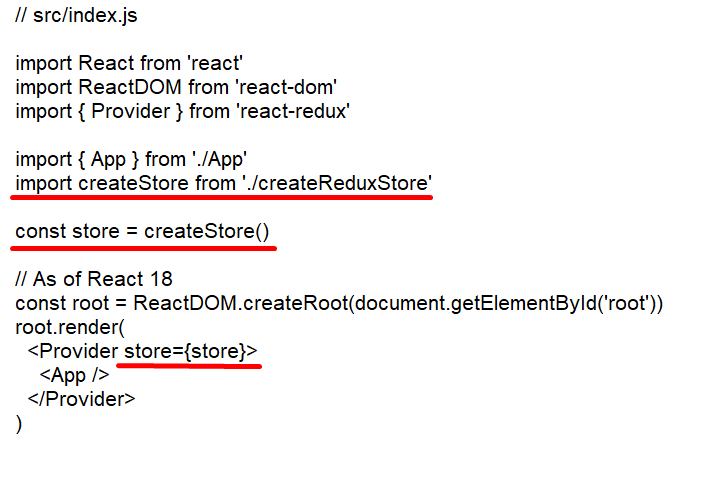 // src/index.js
import React from 'react'
import ReactDOM from 'react-dom'
import { Provider } from 'react-redux'
import { App } from './App'
import createStore from './createReduxStore'
const store = createStore()
// As of React 18
const root = ReactDOM.createRoot(document.getElementById('root'))
root.render(
<Provider store={store}>
<App />
</Provider>
)